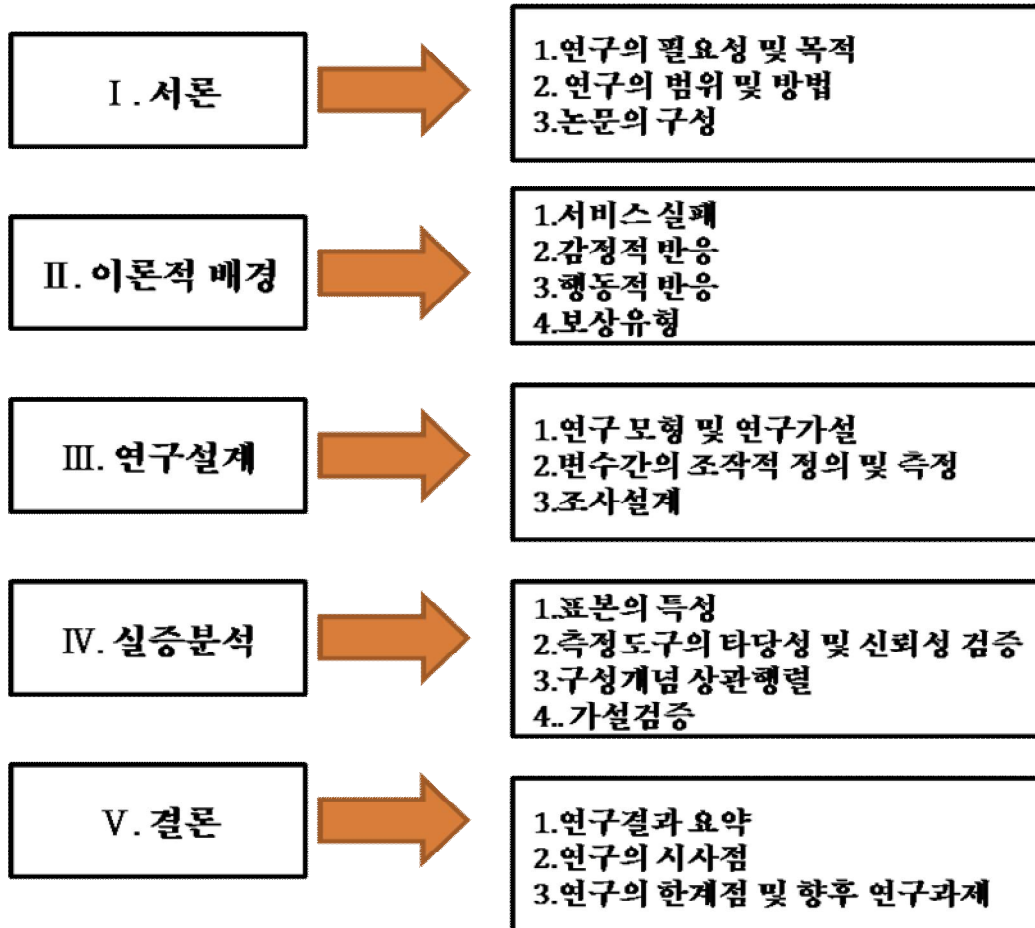 Ⅰ. 서론
1.연구의 필요성 및 목적
2. 연구의 범위 및 방법
3.논문의 구성
Ⅱ. 이론적 배경
1.서비스 실패
2.감정적 반응
3.행동적 반응
4.보상유형
Ⅲ. 연구설계
1.연구 모형 및 연구가설
2.변수간의 조작적 정의 및 측정
3.조사설계
Ⅳ. 실증분석
1..표본의 특성
2.측정도구의 타당성 및 신뢰성 검증
3.구성개념 상관행렬
4.. 가설검증
Ⅴ. 결론
1.연구결과 요약
2.연구의 시사점
3.연구의 한계점 및 향후 연구과제